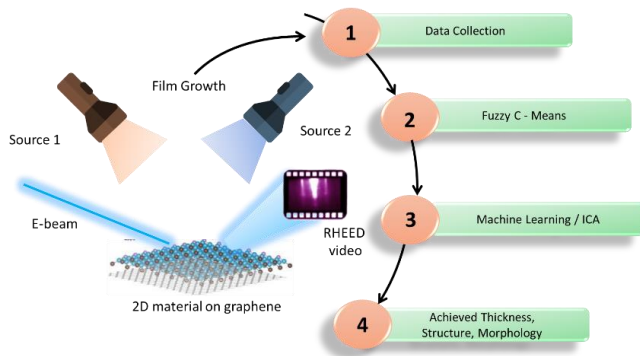 1
Data Collection
Film Growth
Source 1
Source 2
2
Fuzzy C - Means
E-beam
RHEED
video
3
Machine Learning / ICA
2D material on graphene
4
Achieved Thickness,
Structure, Morphology